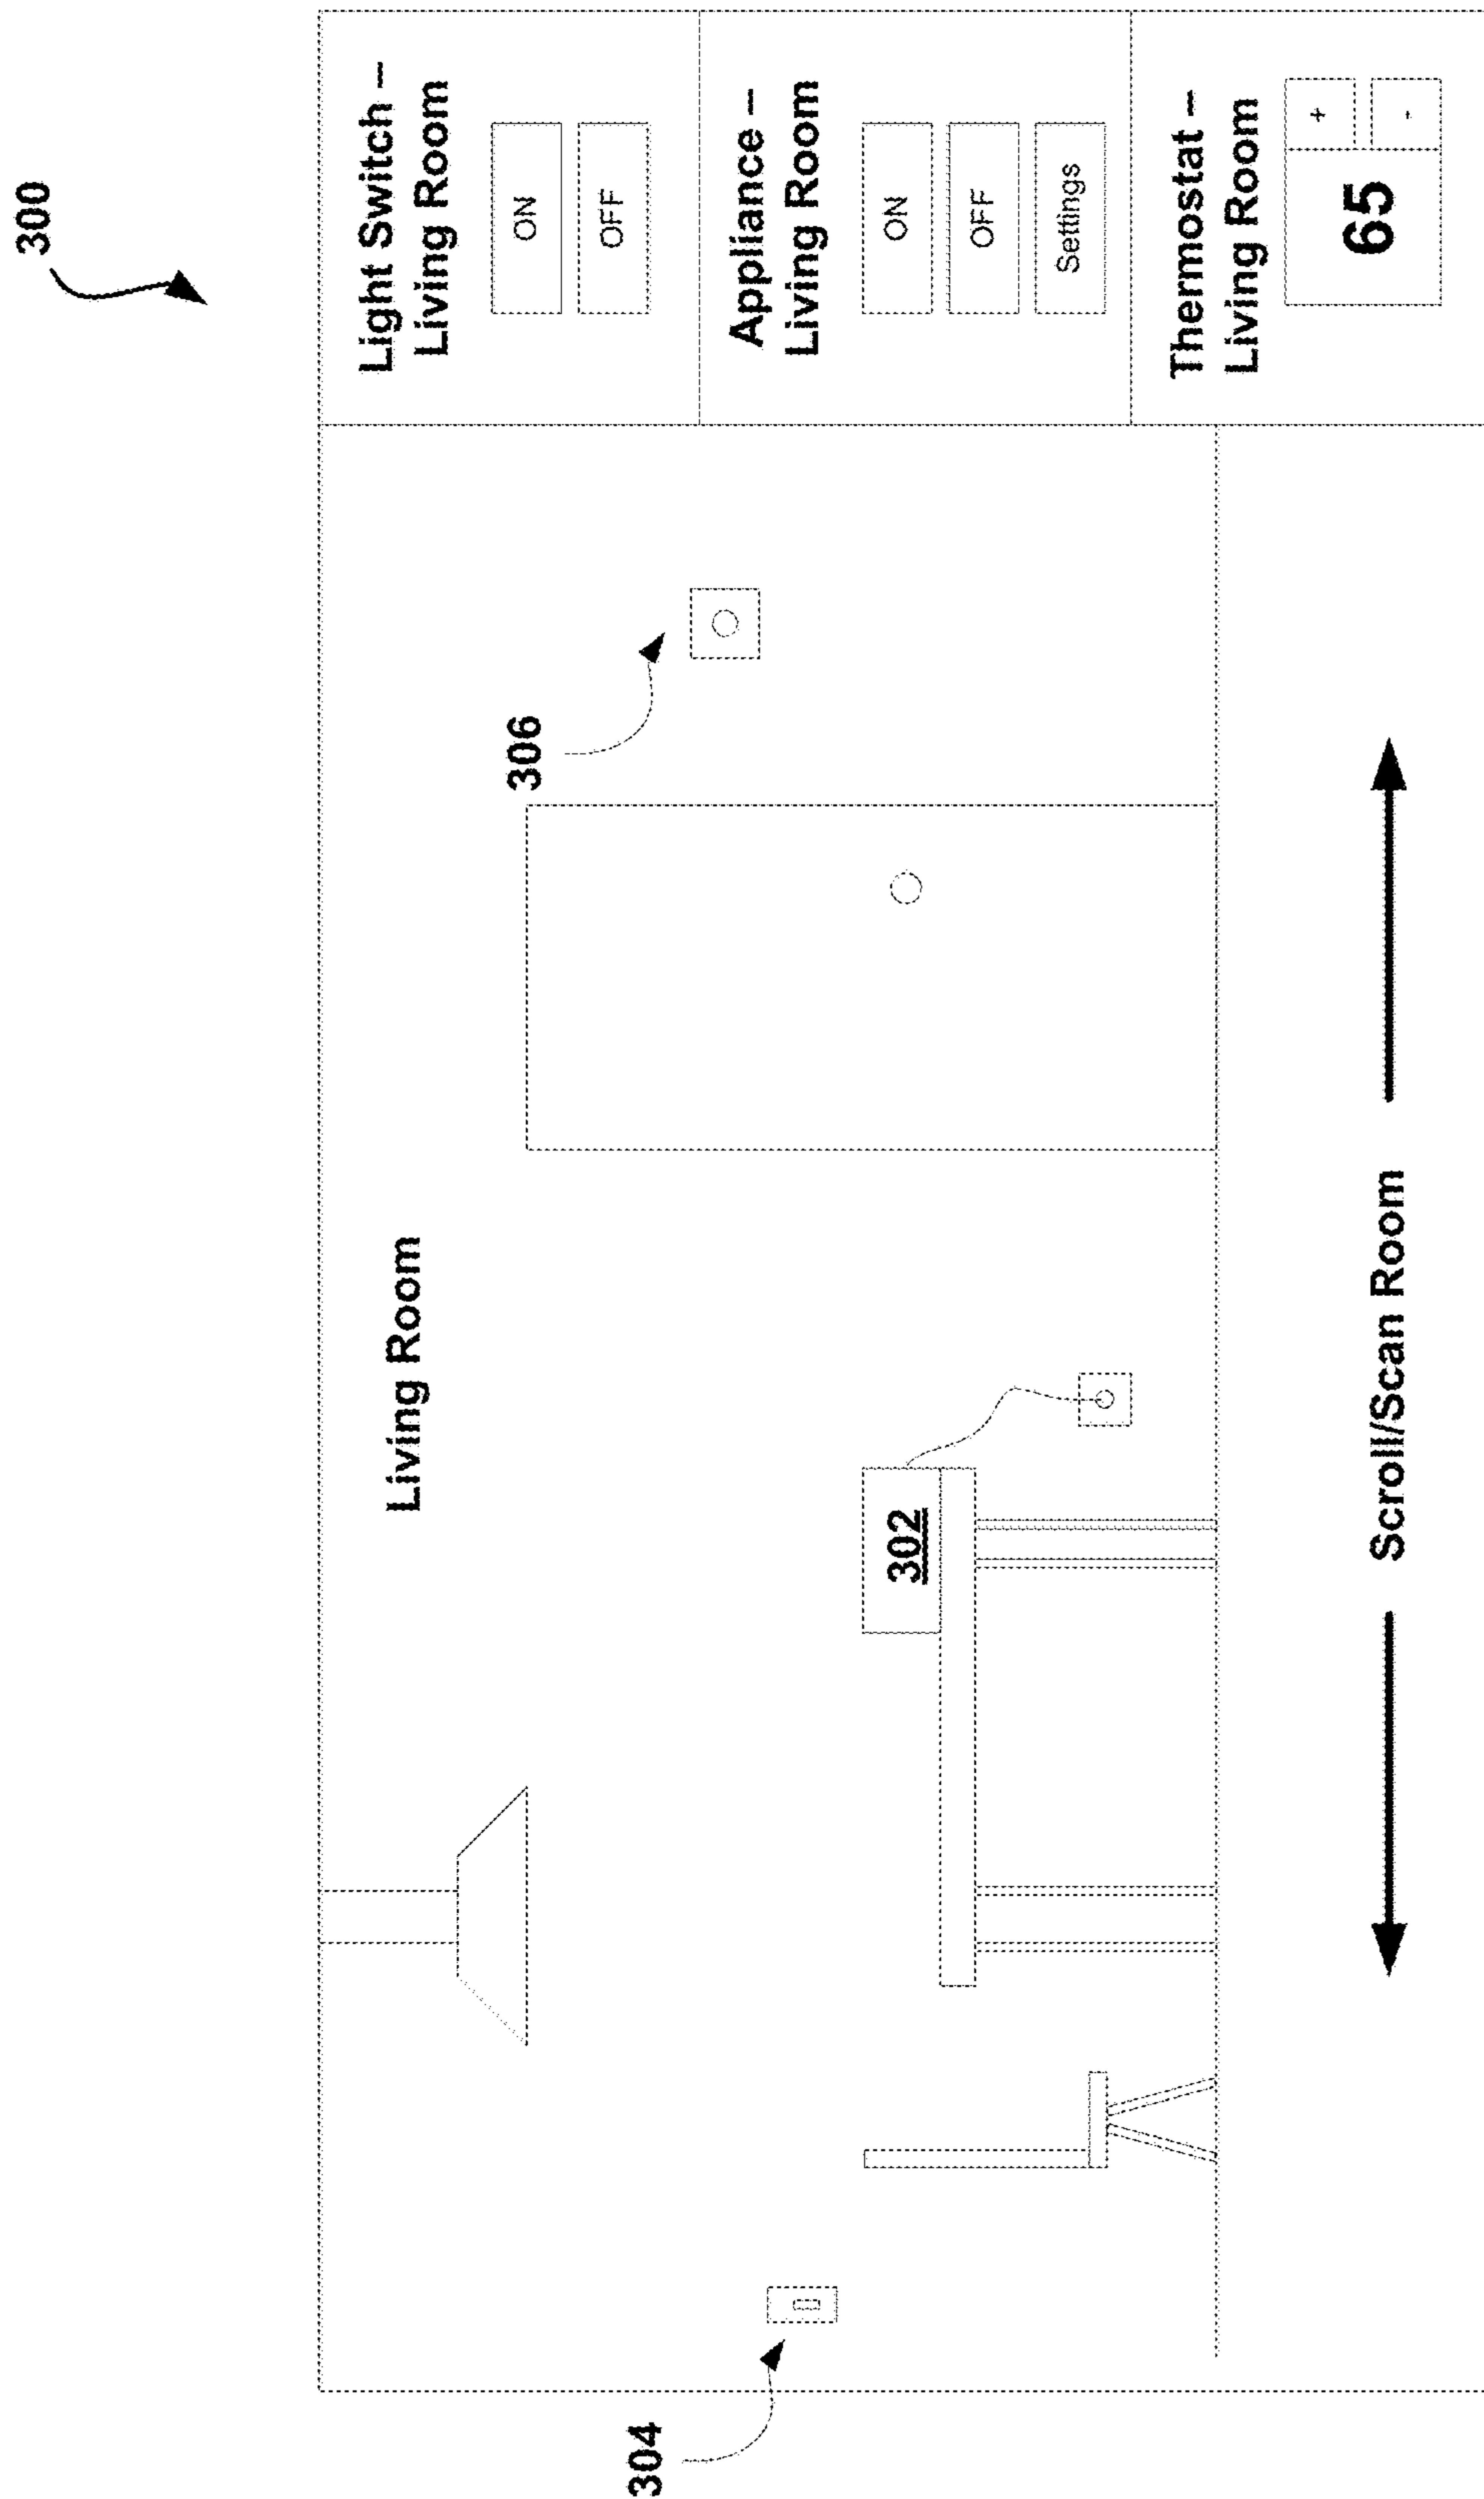 300
Living Room
306
302
304
Scroll/Scan Room
Light Switch –
Living Room
ON
OFF
Appliance –
Living Room
ON
OFF
Settings
Thermostat –
Living Room
65
+
-